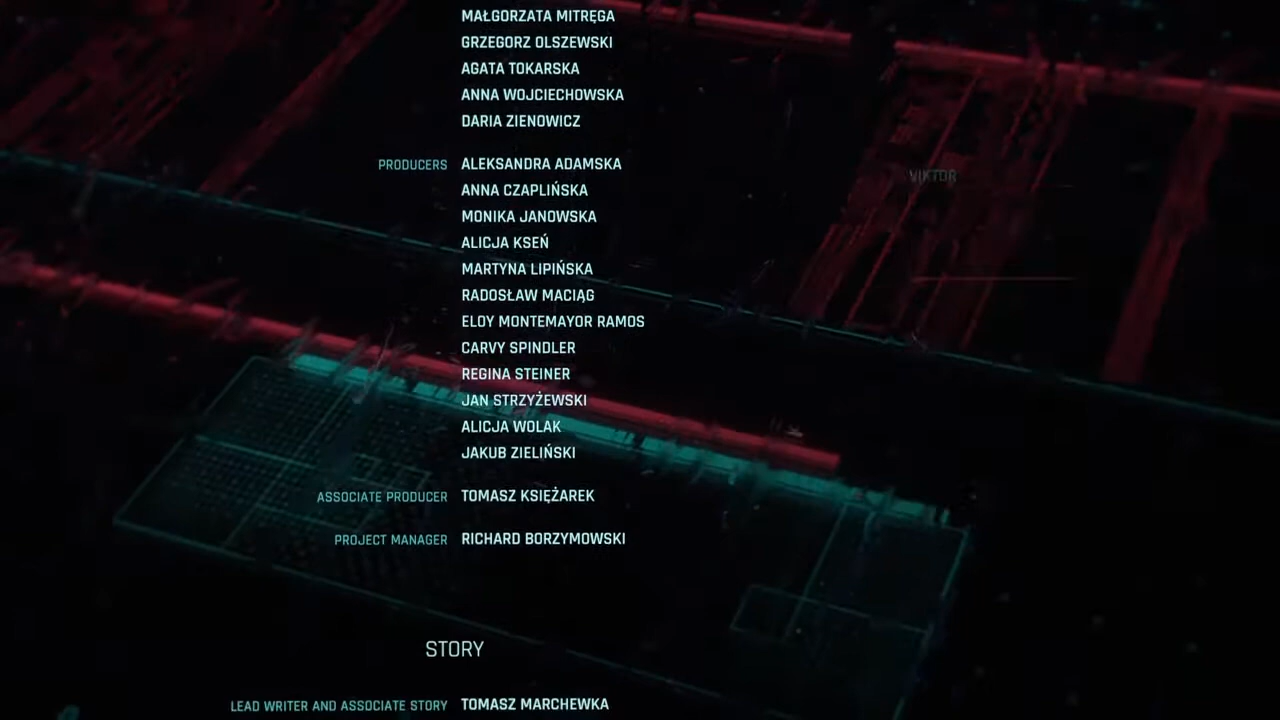 MAŁGORZATA MITRĘGA
GRZEGORZ OLSZEWSKI
AGATA TOKARSKA
ANNA WOJCIECHOWSKA
DARIA ZIENOWICZ
PRODUCERS ALEKSANDRA ADAMSKA
ANNA CZAPLIŃSKA
VIKTOR
MONIKA JANOWSKA
ALICJA KSEŃ
MARTYNA LIPIŃSKA
RADOSŁAW MACIĄG
ELOY MONTEMAYOR RAMOS
CARVY SPINDLER
REGINA STEINER
JAN STRZYŻEWSKI
ALICJA WOLAK
JAKUB ZIELIŃSKI
ASSOCIATE PRODUCER TOMASZ KSIĘŻAREK
PROJECT MANAGER RICHARD BORZYMOWSKI
STORY
LEAD WRITER AND ASSOCIATE STORY TOMASZ MARCHEWKA